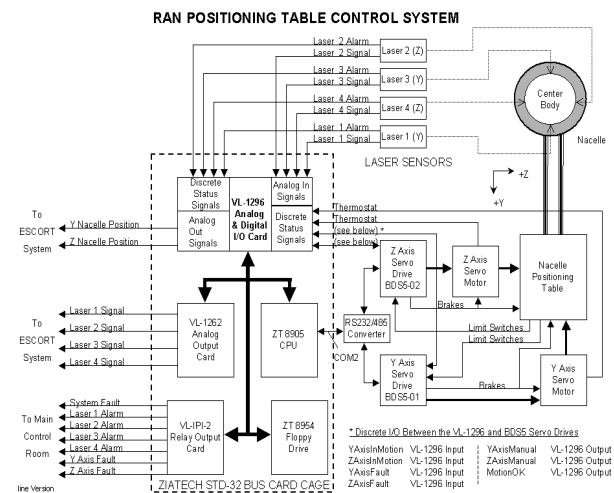 RAN POSITIONING TABLE CONTROL SYSTEM
Laser 2 Alarm
Laser 2 Signal
Laser 2 (Z)
Laser 3 Alarm
Laser 3 Signal
Laser 3 (Y)
Laser 4 Alarm
Laser 4 Signal
Laser 4 (Z)
Laser 1 Alarm
Laser 1 Signal
Laser 1 (Y)
LASER SENSORS
Center
Body
Nacelle
+Z
+Y
Discrete
Status
Signals
Analog
Out
Signals
VL-1296
Analog
& Digital
I/O Card
Analog In
Signals
Discrete
Status
Signals
Thermostat
Thermostat
(see below) *
(see below)
To
ESCORT
System
Y Nacelle Position
Z Nacelle Position
Z Axis
Servo
Drive
BDS5-02
Z Axis
Servo
Motor
Nacelle
Positioning
Table
Brakes
Limit Switches
Limit Switches
To
ESCORT
System
Laser 1 Signal
Laser 2 Signal
Laser 3 Signal
Laser 4 Signal
VL-1262
Analog
Output
Card
ZT 8905
CPU
RS232/485
Converter
COM2
Y Axis
Servo
Drive
BDS5-01
Brakes
Y Axis
Servo
Motor
To Main
Control
Room
System Fault
Laser 1 Alarm
Laser 2 Alarm
Laser 3 Alarm
Laser 4 Alarm
Y Axis Fault
Z Axis Fault
VL-IPI-2
Relay Output
Card
ZT 8954
Floppy
Drive
ZIATECH STD-32 BUS CARD CAGE
* Discrete I/O Between the VL-1296 and BDS5 Servo Drives
YAxisInMotion VL-1296 Input YAxisManual VL-1296 Output
ZAxisInMotion VL-1296 Input ZAxisManual VL-1296 Output
YAxisFault VL-1296 Input MotionOK VL-1296 Output
ZAxisFault VL-1296 Input
line Version